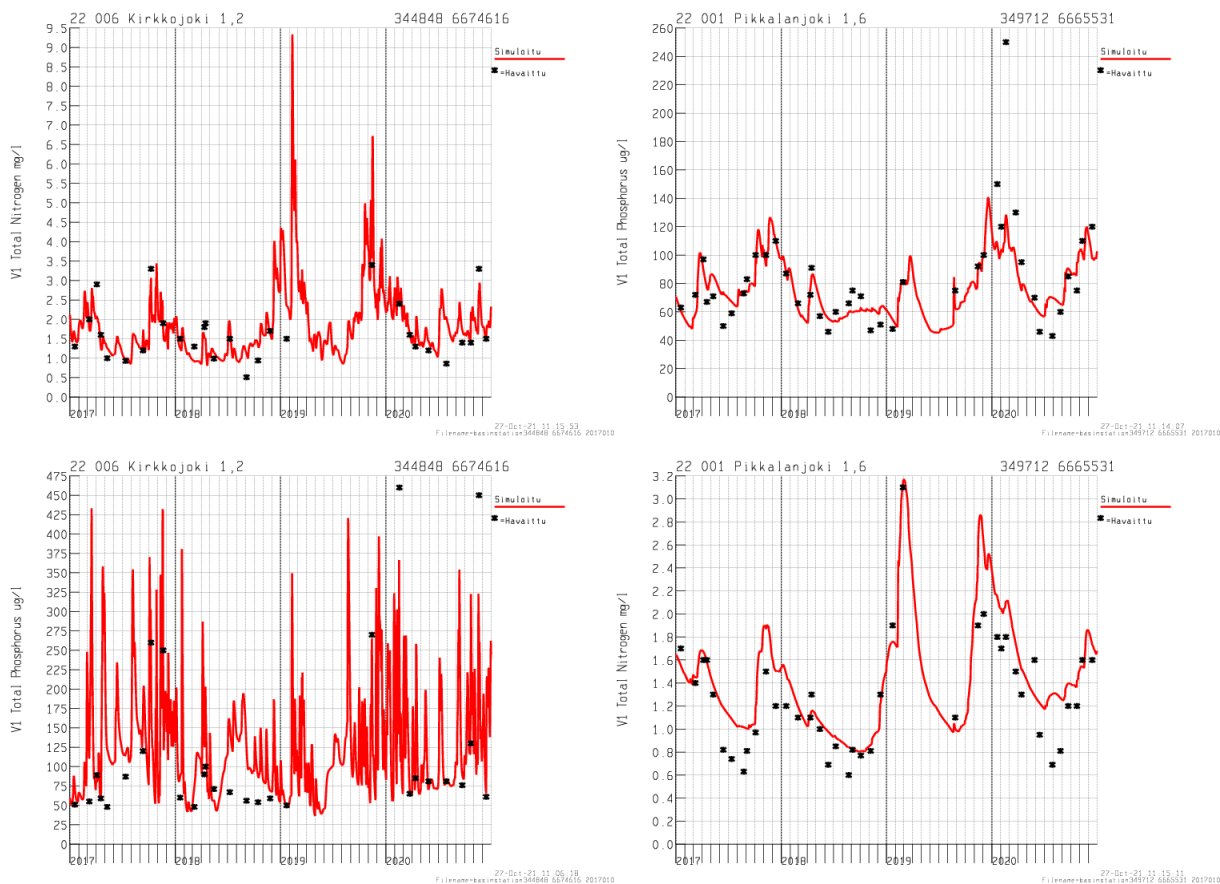 22 006 Kirkkojoki 1,2 344848 6674616
9.5
9.0
8.5
8.0
7.5
7.0
6.5
6.0
5.5
5.0
4.5
4.0
3.5
3.0
2.5
2.0
1.5
1.0
0.5
0.0
V1 Total Nitrogen mg/l
2017 2018 2019 2020
Simuloitu
=Havaittu
27-Oct-21 11.15.53
Filename=basinstation344848 6674616 2017010
22 001 Pikkalanjoki 1,6 349712 6665531
260
240
220
200
180
160
140
120
100
80
60
40
20
0
V1 Total Phosphorus ug/l
2017 2018 2019 2020
Simuloitu
=Havaittu
27-Oct-21 11.14.07
Filename=basinstation349712 6665531 2017010
22 006 Kirkkojoki 1,2 344848 6674616
475
450
425
400
375
350
325
300
275
250
225
200
175
150
125
100
75
50
25
0
V1 Total Phosphorus ug/l
2017 2018 2019 2020
Simuloitu
=Havaittu
27-Oct-21 11.06.18
Filename=basinstation344848 6674616 2017010
22 001 Pikkalanjoki 1,6 349712 6665531
3.2
3.0
2.8
2.6
2.4
2.2
2.0
1.8
1.6
1.4
1.2
1.0
0.8
0.6
0.4
0.2
0.0
V1 Total Nitrogen mg/l
2017 2018 2019 2020
Simuloitu
=Havaittu
27-Oct-21 11.15.11
Filename=basinstation349712 6665531 2017010